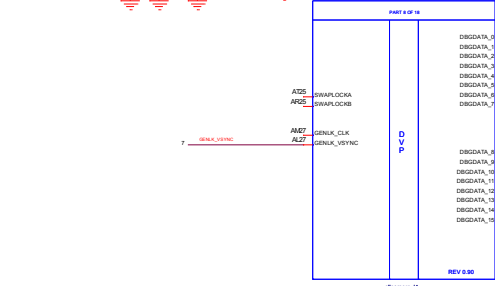 PART 8 OF 18
DBGDATA_0
DBGDATA_1
DBGDATA_2
DBGDATA_3
DBGDATA_4
DBGDATA_5
AT25 SWAPLOCKA DBGDATA_6
AR25 SWAPLOCKB DBGDATA_7
AM27 GENLK_CLK
7 GENLK_VSYNC AL27 GENLK_VSYNC
DVP
DBGDATA_8
DBGDATA_9
DBGDATA_10
DBGDATA_11
DBGDATA_12
DBGDATA_13
DBGDATA_14
DBGDATA_15
REV 0.90